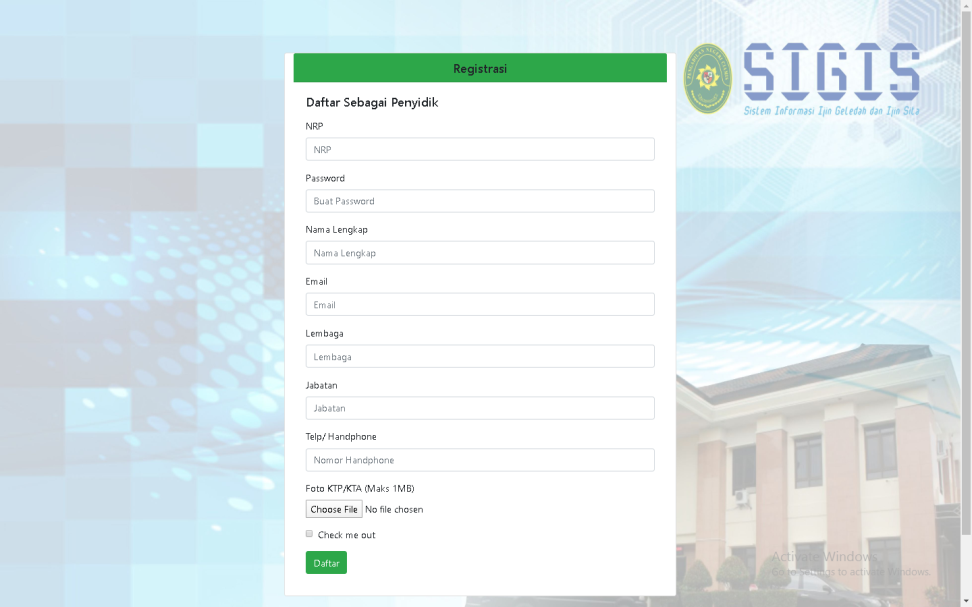 Registrasi
SIGIS
Sistem Informasi Ijin Geledah dan Ijin Sita
Daftar Sebagai Penyidik
NRP
NRP
Password
Buat Password
Nama Lengkap
Nama Lengkap
Email
Email
Lembaga
Lembaga
Jabatan
Jabatan
Telp/ Handphone
Nomor Handphone
Foto KTP/KTA (Maks 1MB)
Choose File No file chosen
Check me out
Daftar
Activate Windows
Go to Settings to activate Windows.